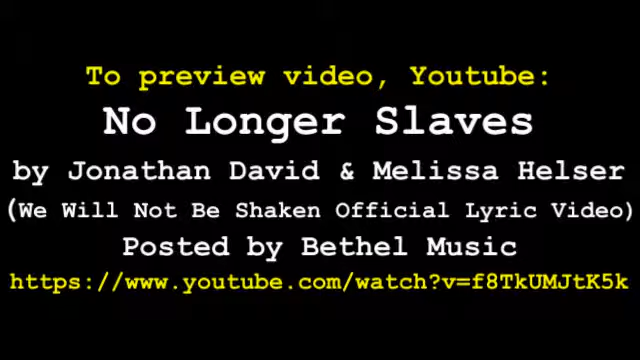 To preview video, Youtube:
No Longer Slaves
by Jonathan David & Melissa Helser
(We Will Not Be Shaken Official Lyric Video)
Posted by Bethel Music
https://www.youtube.com/watch?v=f8TkUMJtK5k